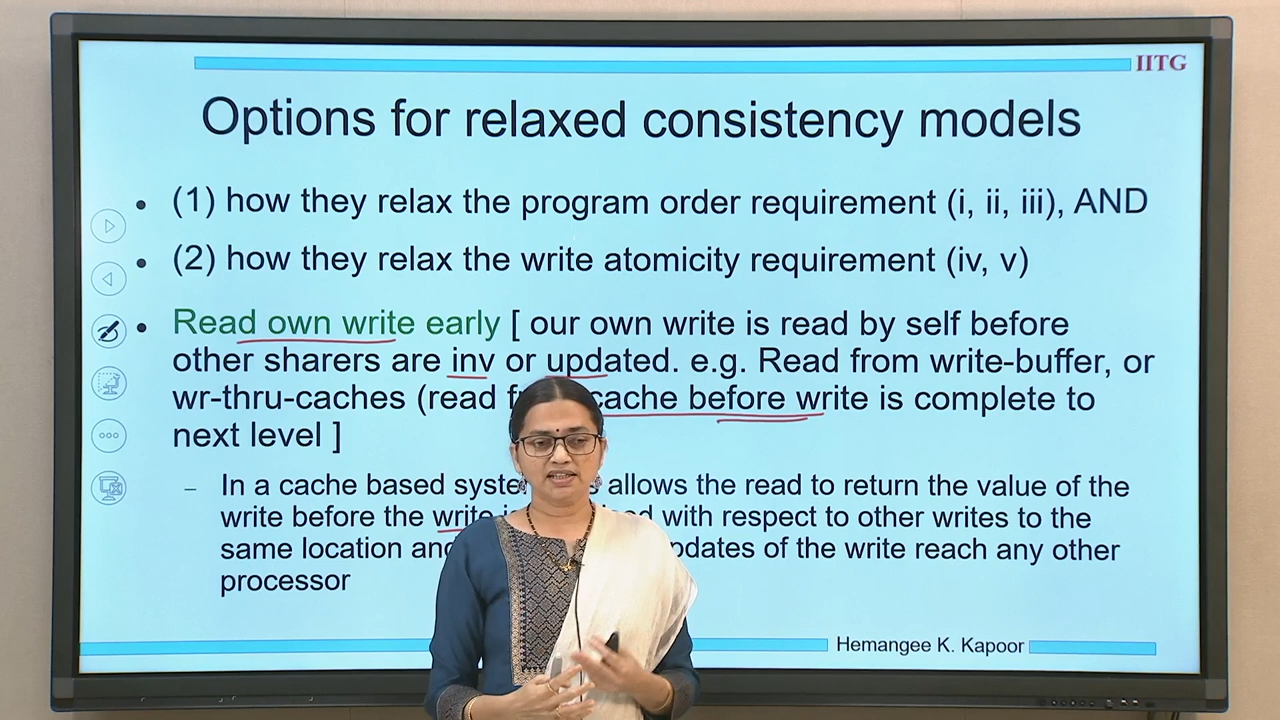 IITG
Options for relaxed consistency models
• (1) how they relax the program order requirement (i, ii, iii), AND
• (2) how they relax the write atomicity requirement (iv, v)
• Read own write early [ our own write is read by self before
other sharers are inv or updated. e.g. Read from write-buffer, or
wr-thru-caches (read cache before write is complete to
next level ]
– In a cache based allows the read to return the value of the
write before the write with respect to other writes to the
same location of the write reach any other
processor
Hemangee K. Kapoor